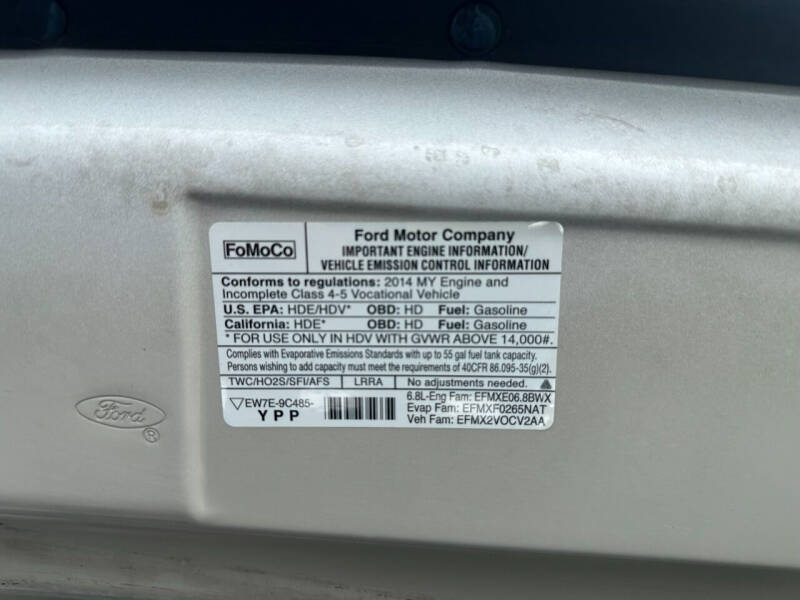 FoMoCo
Ford Motor Company
IMPORTANT ENGINE INFORMATION/
VEHICLE EMISSION CONTROL INFORMATION
Conforms to regulations: 2014 MY Engine and
Incomplete Class 4-5 Vocational Vehicle
U.S. EPA: HDE/HDV* OBD: HD Fuel: Gasoline
California: HDE* OBD: HD Fuel: Gasoline
*FOR USE ONLY IN HDV WITH GVWR ABOVE 14,000#.
Complies with Evaporative Emissions Standards with up to 55 gal fuel tank capacity.
Persons wishing to add capacity must meet the requirements of 40CFR 86.095-35(g)(2).
TWC/HO2S/SFI/AFS LRRA No adjustments needed.
EW7E-9C485-
YPP
6.8L-Eng Fam: EFMXE06.8BWX
Evap Fam: EFMXF0265NAT
Veh Fam: EFMX2VOCV2AA
Ford
®